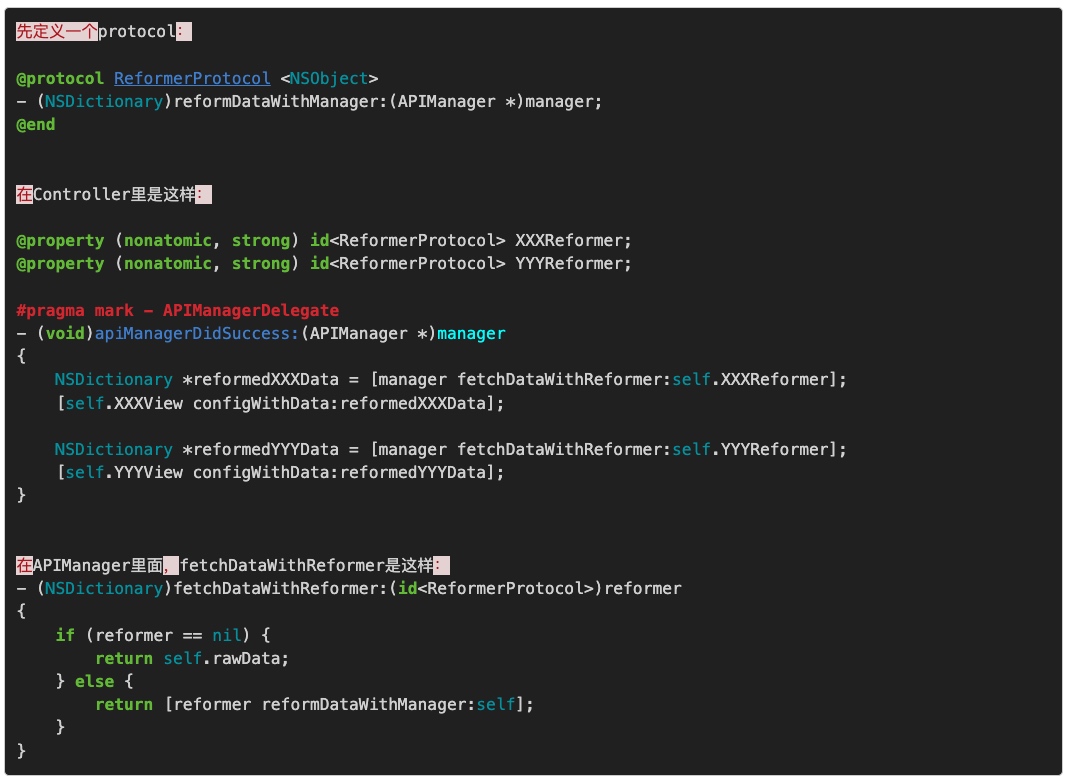 先定义一个protocol：
@protocol ReformerProtocol <NSObject>
- (NSDictionary)reformDataWithManager:(APIManager *)manager;
@end
在Controller里是这样：
@property (nonatomic, strong) id<ReformerProtocol> XXXReformer;
@property (nonatomic, strong) id<ReformerProtocol> YYYReformer;
#pragma mark - APIManagerDelegate
- (void)apiManagerDidSuccess:(APIManager *)manager
{
    NSDictionary *reformedXXXData = [manager fetchDataWithReformer:self.XXXReformer];
    [self.XXXView configWithData:reformedXXXData];
    NSDictionary *reformedYYYData = [manager fetchDataWithReformer:self.YYYReformer];
    [self.YYYView configWithData:reformedYYYData];
}
在APIManager里面，fetchDataWithReformer是这样：
- (NSDictionary)fetchDataWithReformer:(id<ReformerProtocol>)reformer
{
    if (reformer == nil) {
        return self.rawData;
    } else {
        return [reformer reformDataWithManager:self];
    }
}